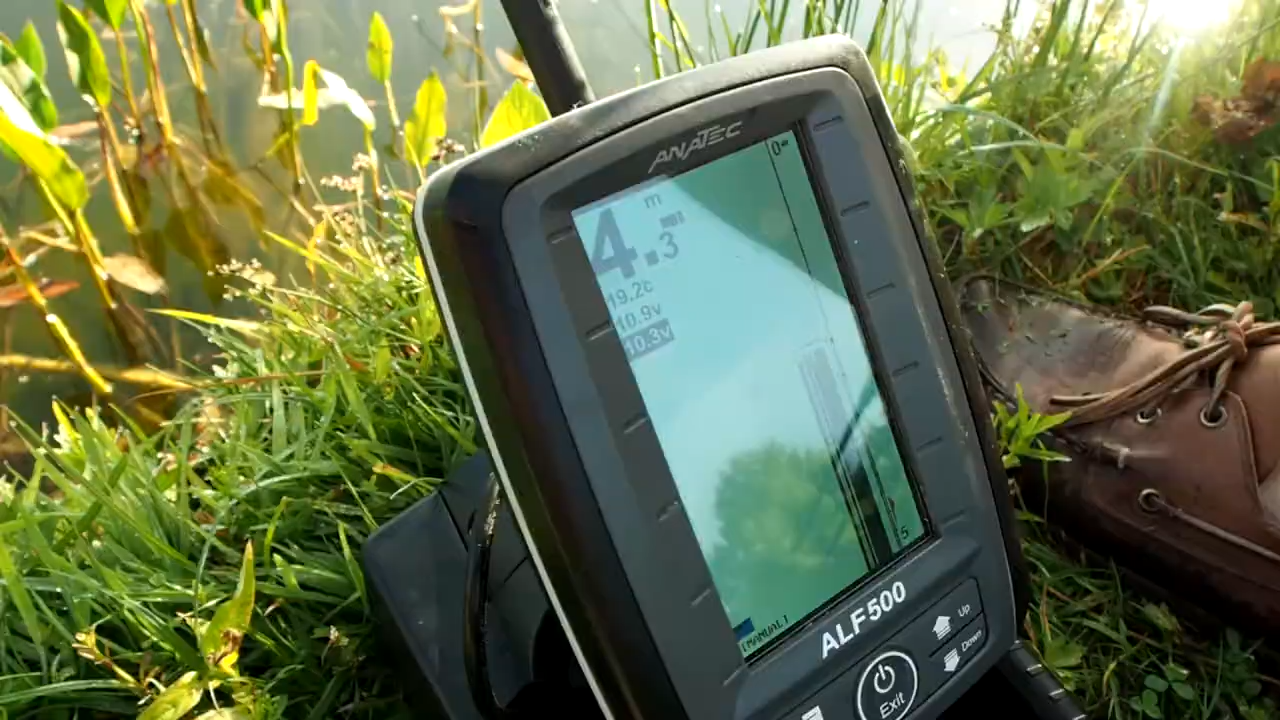 ANATEC
0m
m
4.3
19.2c
10.9v
10.3v
5
[MANUAL]
ALF500
Up
Down
Exit